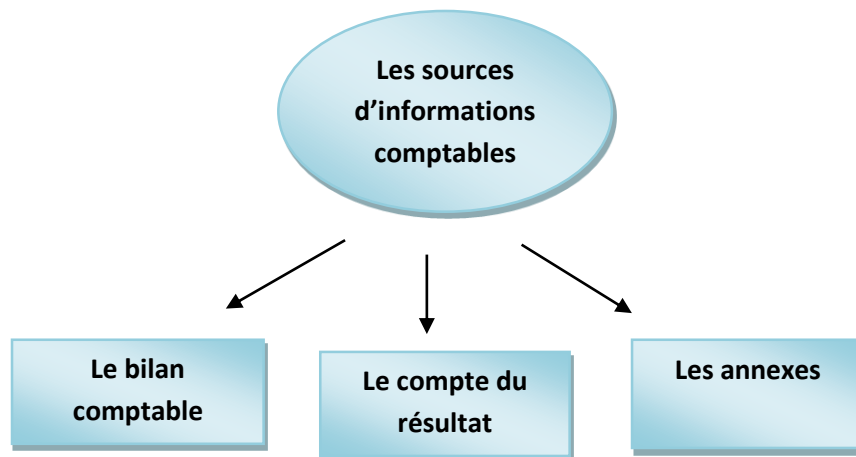 Les sources
d’informations
comptables
Le bilan
comptable
Le compte du
résultat
Les annexes